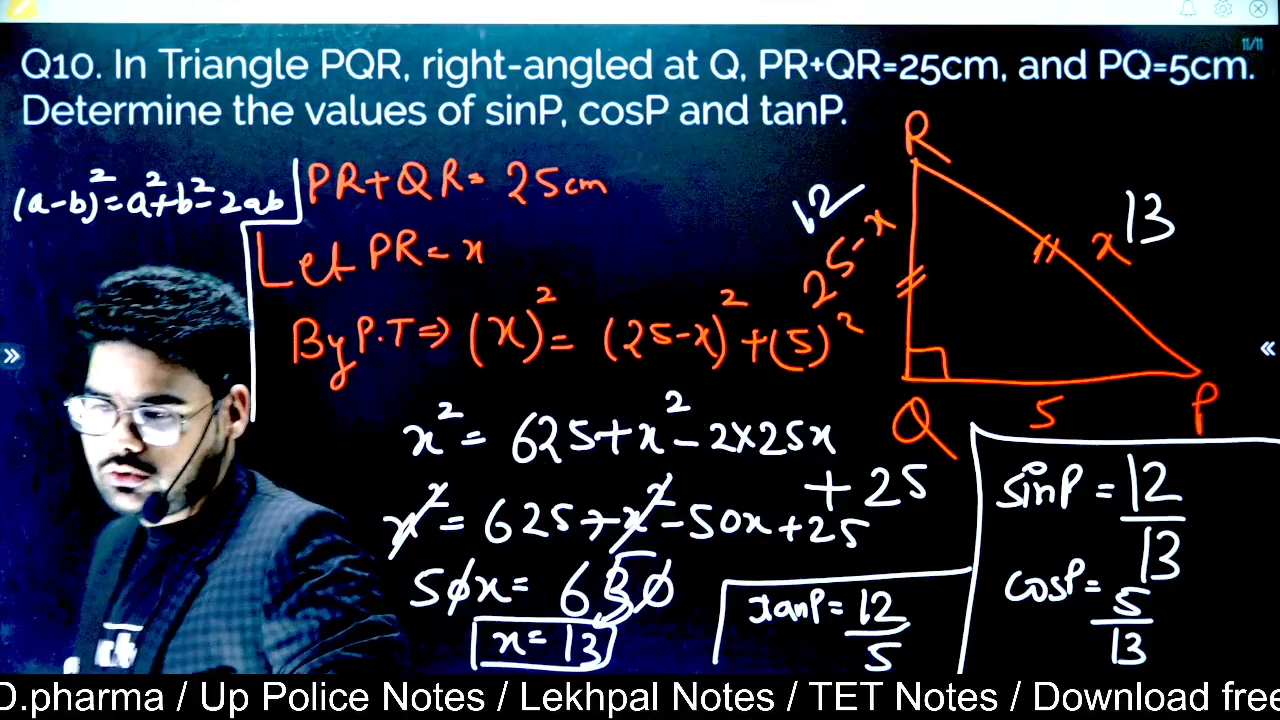 11/11
Q10. In Triangle PQR, right-angled at Q, PR+QR=25cm, and PQ=5cm.
Determine the values of sinP, cosP and tanP.
(a-b)²=a²+b²-2ab
PR+QR= 25cm
Let PR= x
By P.T ⇒ (x)² = (25-x)² + (5)²
x² = 625+x²-2×25x
+ 25
x² = 625+x²-50x+25
50x= 650
x= 13
R
12 ✓
25-x
x 13
Q
5
P
sinP = 12/13
cosP= 5/13
tanP= 12/5
D.pharma / Up Police Notes / Lekhpal Notes / TET Notes / Download free